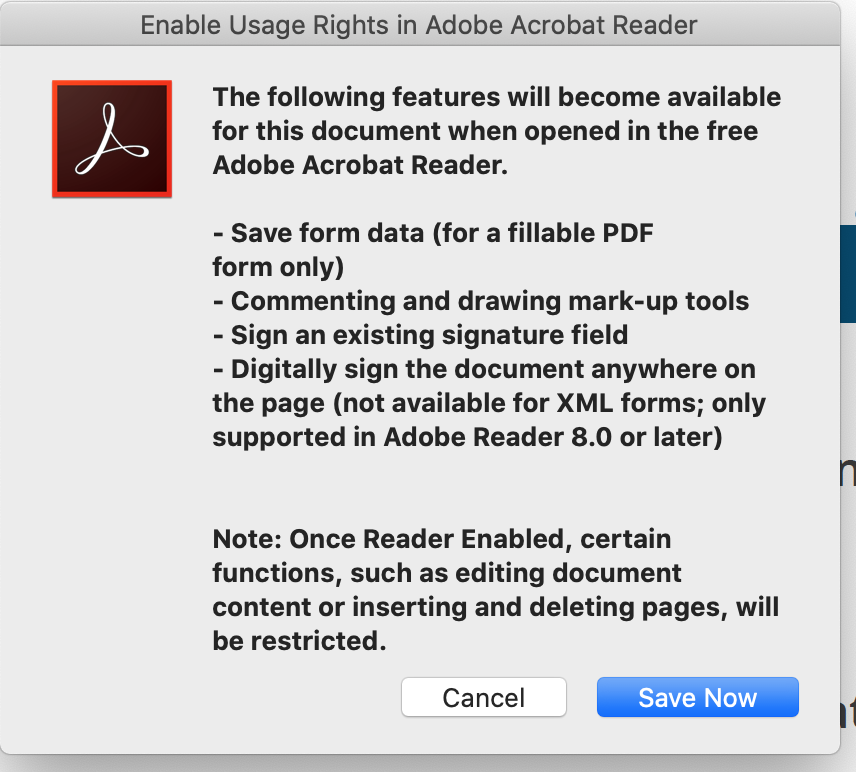 Enable Usage Rights in Adobe Acrobat Reader
The following features will become available
for this document when opened in the free
Adobe Acrobat Reader.
- Save form data (for a fillable PDF
form only)
- Commenting and drawing mark-up tools
- Sign an existing signature field
- Digitally sign the document anywhere on
the page (not available for XML forms; only
supported in Adobe Reader 8.0 or later)
Note: Once Reader Enabled, certain
functions, such as editing document
content or inserting and deleting pages, will
be restricted.
Cancel
Save Now